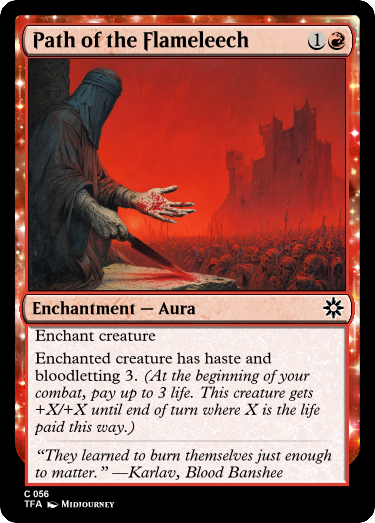 Path of the Flameleech 1
Enchantment — Aura
Enchant creature
Enchanted creature has haste and
bloodletting 3. (At the beginning of your
combat, pay up to 3 life. This creature gets
+X/+X until end of turn where X is the life
paid this way.)
“They learned to burn themselves just enough
to matter.” —Karlav, Blood Banshee
C 056
TFA Midjourney